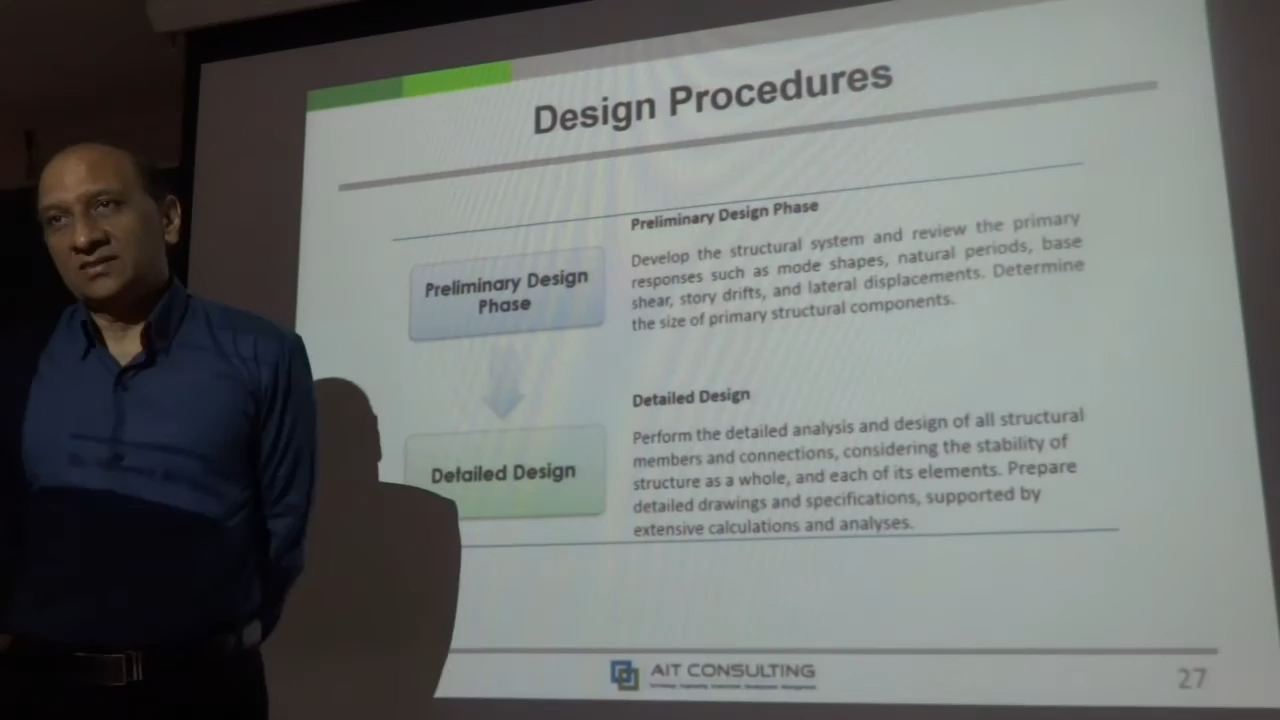 Design Procedures
Preliminary Design Phase
Develop the structural system and review the primary
responses such as mode shapes, natural periods, base
shear, story drifts, and lateral displacements. Determine
the size of primary structural components.
Preliminary Design
Phase
Detailed Design
Perform the detailed analysis and design of all structural
members and connections, considering the stability of
structure as a whole, and each of its elements. Prepare
detailed drawings and specifications, supported by
extensive calculations and analyses.
Detailed Design
AIT CONSULTING
27